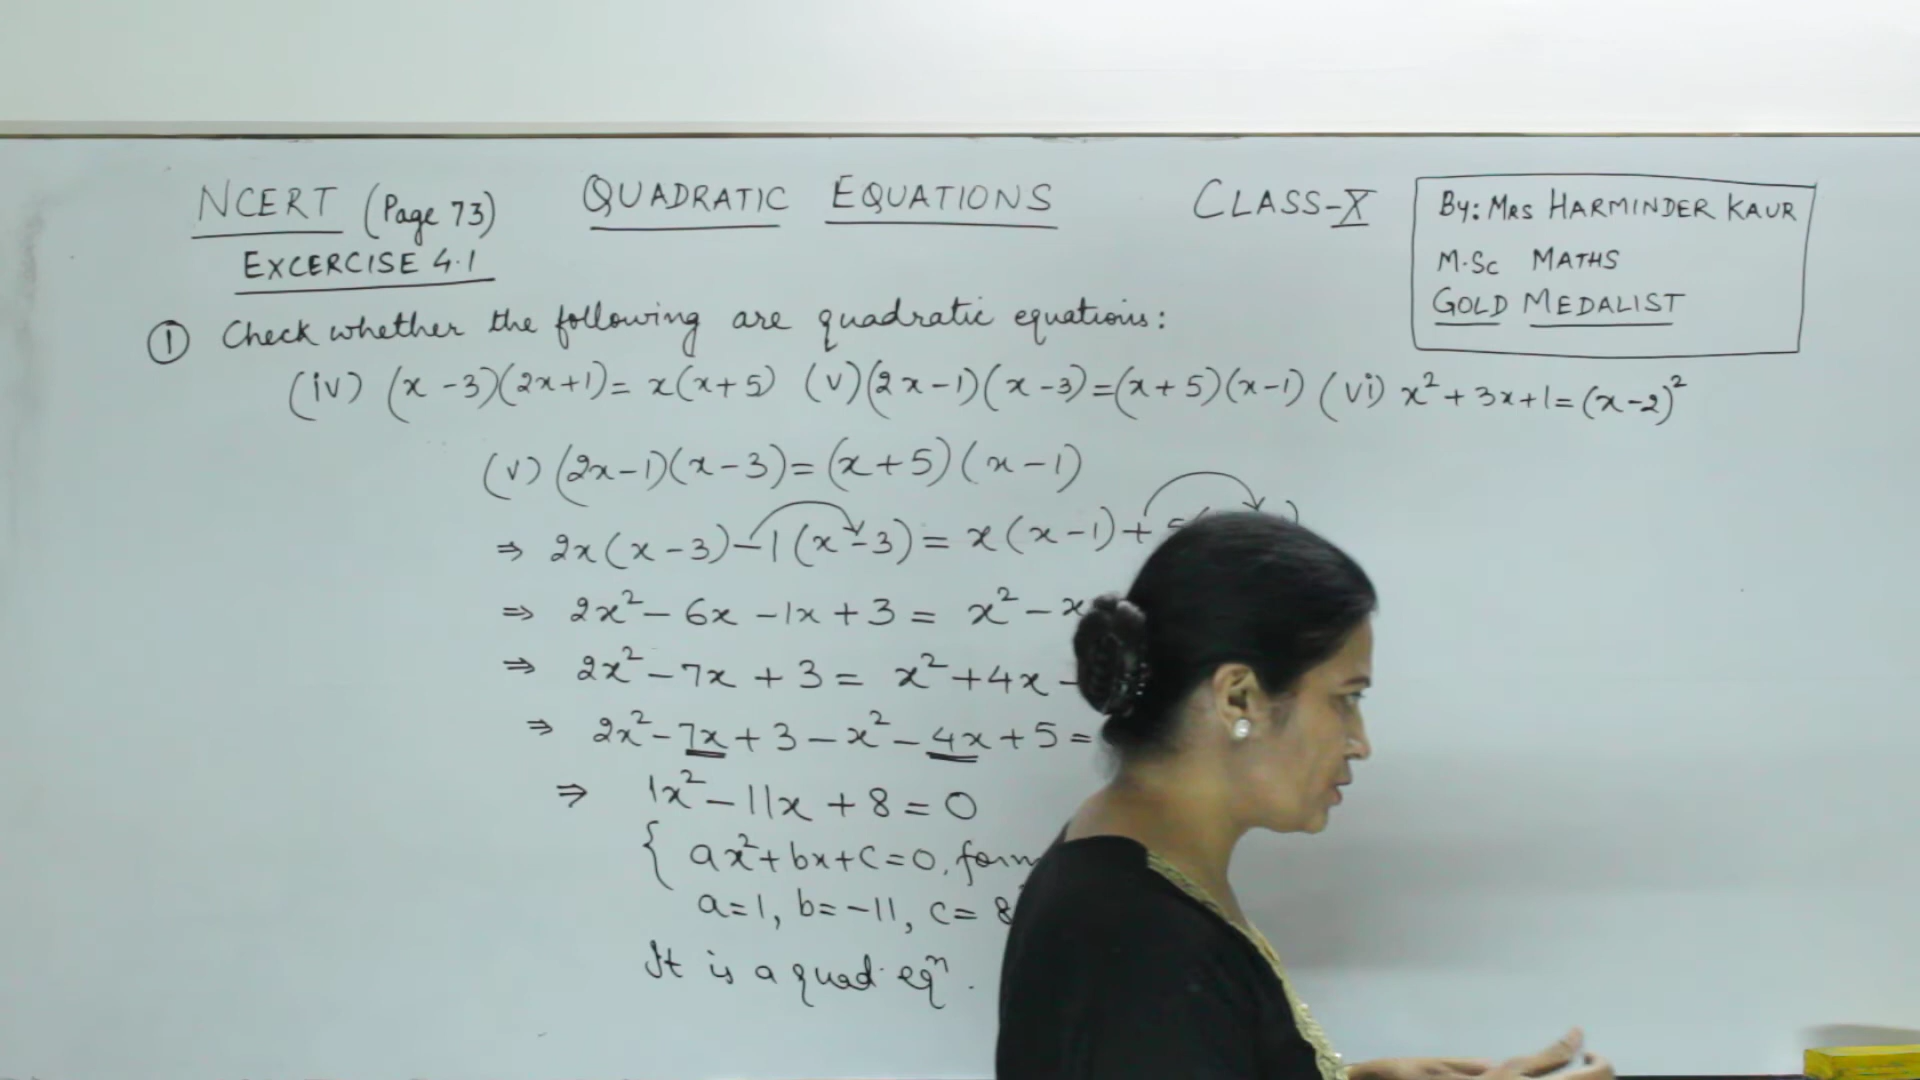 NCERT (Page 73) QUADRATIC EQUATIONS CLASS-X
EXCERCISE 4.1
By: MRS HARMINDER KAUR
M.Sc MATHS
GOLD MEDALIST
① Check whether the following are quadratic equations:
(iv) (x - 3)(2x+1) = x(x+5) (v) (2x-1)(x-3) = (x+5)(x-1) (vi) x² + 3x+1 = (x-2)²
(v) (2x-1)(x-3) = (x+5)(x-1)
⇒ 2x(x-3) - 1(x-3) = x(x-1) +
⇒ 2x² - 6x - 1x + 3 = x² - x
⇒ 2x² - 7x + 3 = x² + 4x -
⇒ 2x² - 7x + 3 - x² - 4x + 5 =
⇒ 1x² - 11x + 8 = 0
{ ax² + bx + c = 0, form
a=1, b=-11, c= 8
It is a quad. eqⁿ.